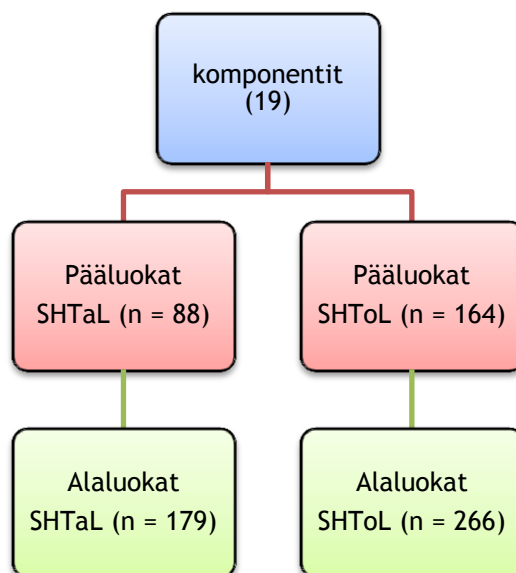 komponentit
(19)
Pääluokat
SHTaL (n = 88)
Pääluokat
SHToL (n = 164)
Alaluokat
SHTaL (n = 179)
Alaluokat
SHToL (n = 266)